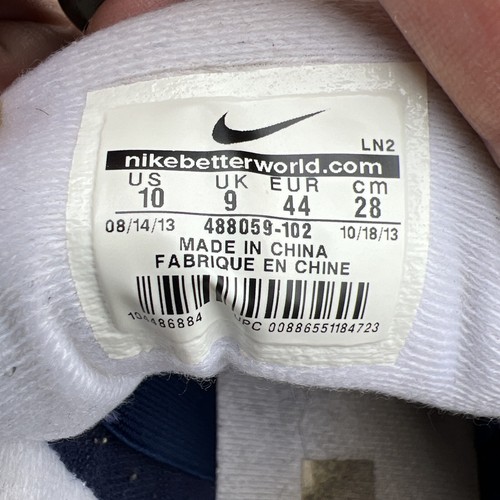 LN2
nikebetterworld.com
US UK EUR cm
10 9 44 28
08/14/13 488059-102 10/18/13
MADE IN CHINA
FABRIQUE EN CHINE
UPC 00886551184723